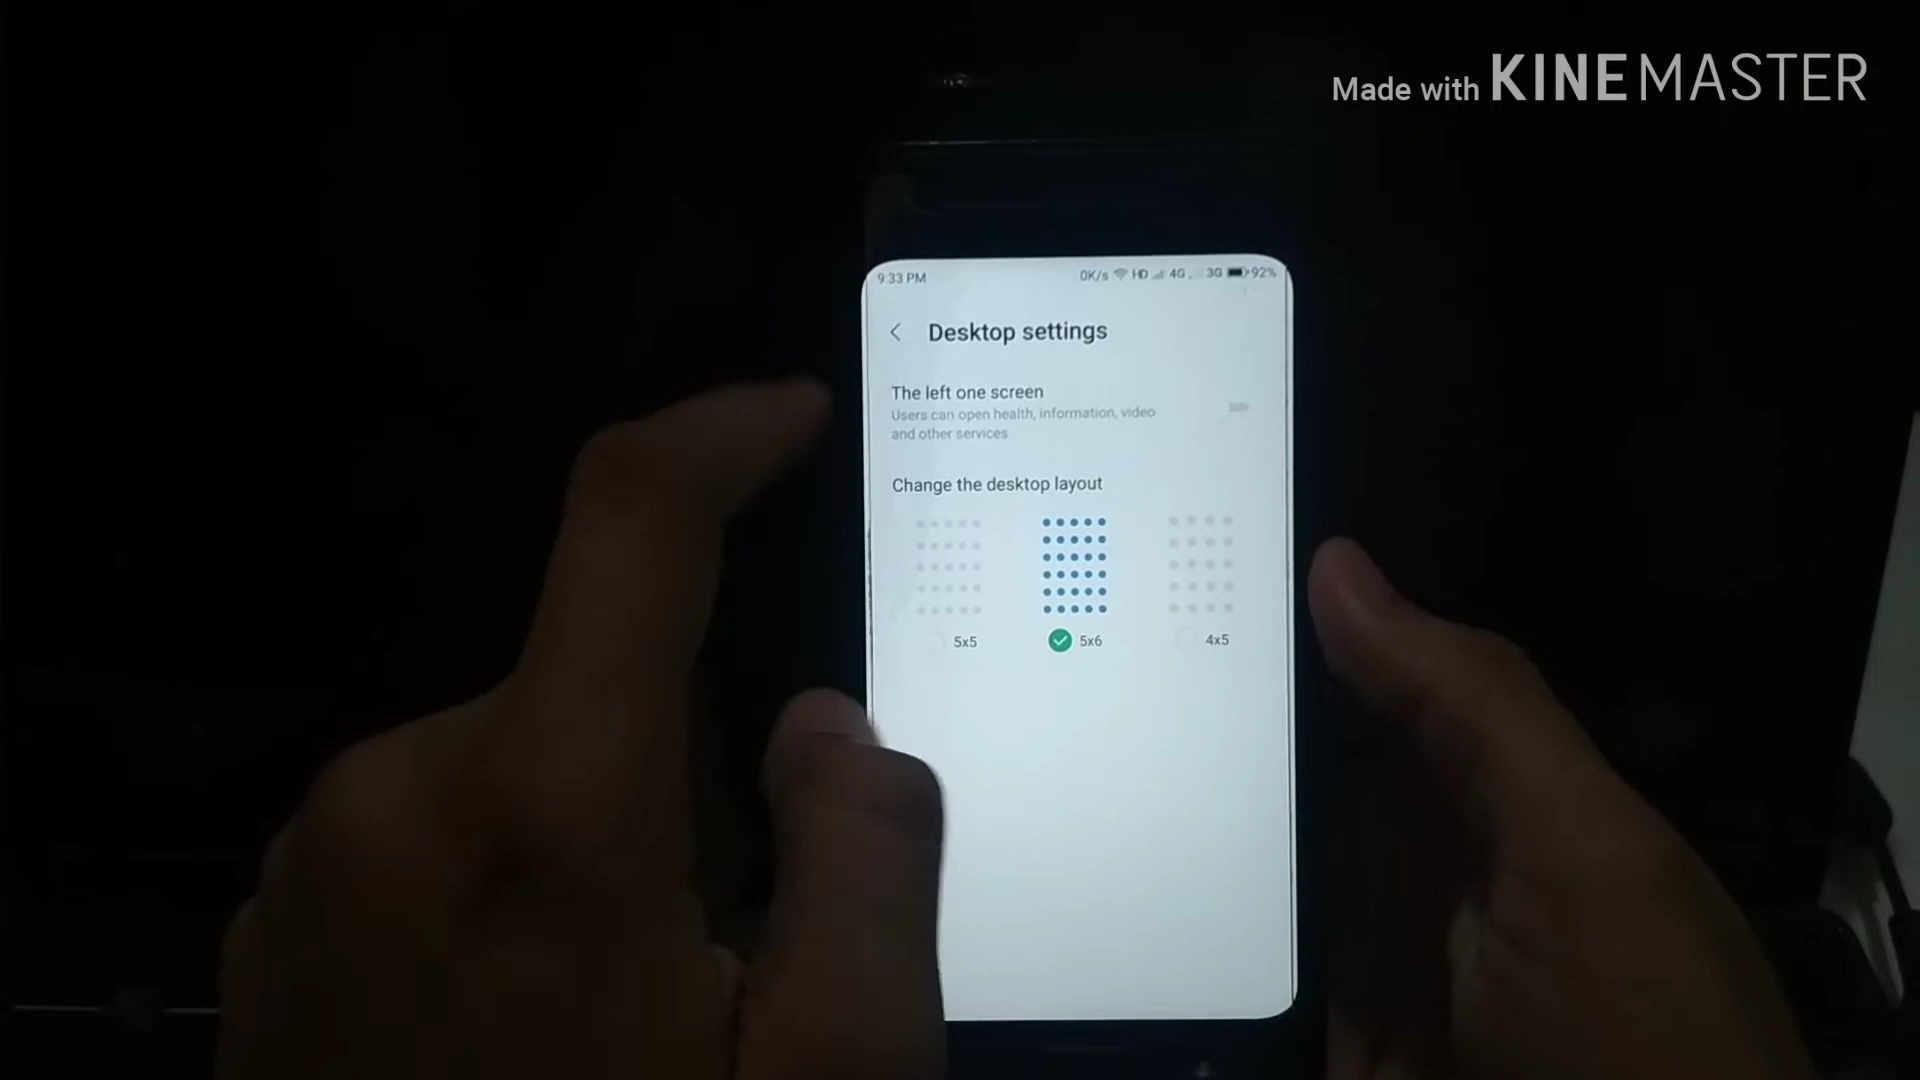 Made with KINEMASTER
9:33 PM 0K/s HD 4G 3G 92%
Desktop settings
The left one screen
Users can open health, information, video
and other services.
Change the desktop layout
5x5 5x6 4x5